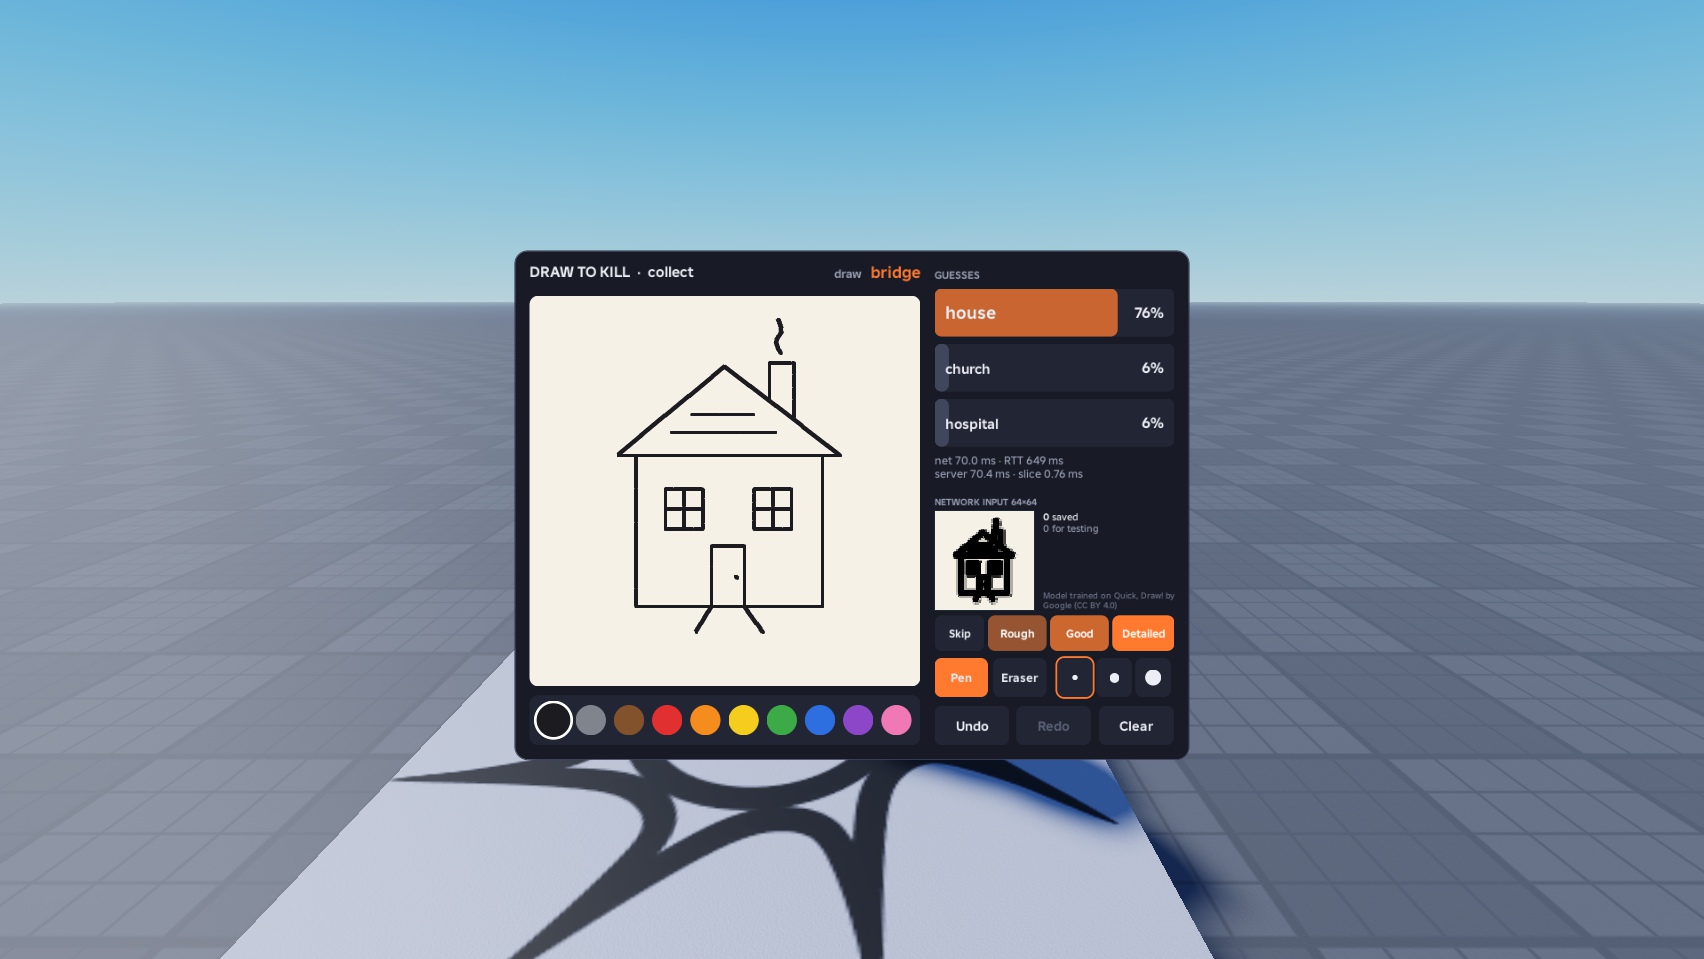 DRAW TO KILL · collect
draw bridge
GUESSES
house 76%
church 6%
hospital 6%
net 70.0 ms · RTT 649 ms
server 70.4 ms · slice 0.76 ms
NETWORK INPUT 64×64
0 saved
0 for testing
Model trained on Quick, Draw! by
Google (CC BY 4.0)
Skip Rough Good Detailed
Pen Eraser
Undo Redo Clear